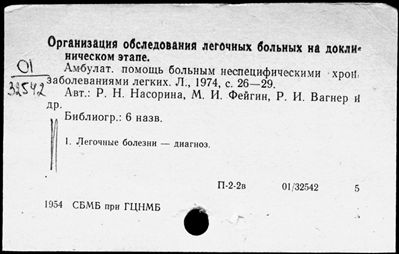 Организация обследования легочных больных на докли-
ническом этапе.
Амбулат. помощь больным неспецифическими хрон.
заболеваниями легких. Л., 1974, с. 26—29.
Авт.: Р. Н. Насорина, М. И. Фейгин, Р. И. Вагнер и
др.
Библиогр.: 6 назв.
1. Легочные болезни — диагноз.
01
32542
П-2-2в 01/32542 5
1954 СБМБ при ГЦНМБ